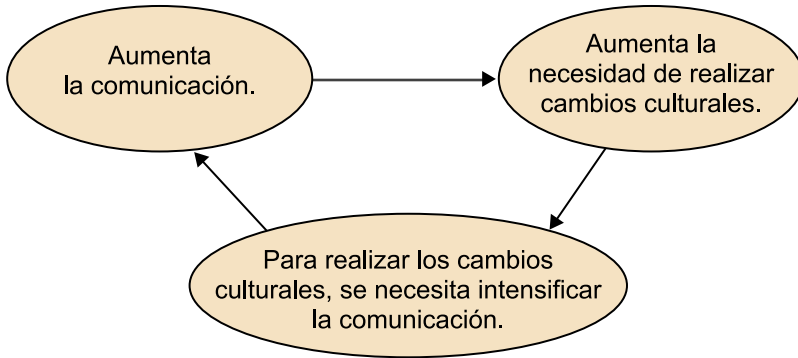 Aumenta
la comunicación.
Aumenta la
necesidad de realizar
cambios culturales.
Para realizar los cambios
culturales, se necesita intensificar
la comunicación.